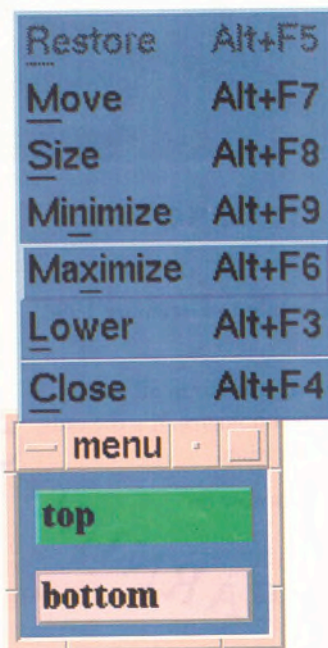 Restore Alt+F5
Move Alt+F7
Size Alt+F8
Minimize Alt+F9
Maximize Alt+F6
Lower Alt+F3
Close Alt+F4
menu
top
bottom